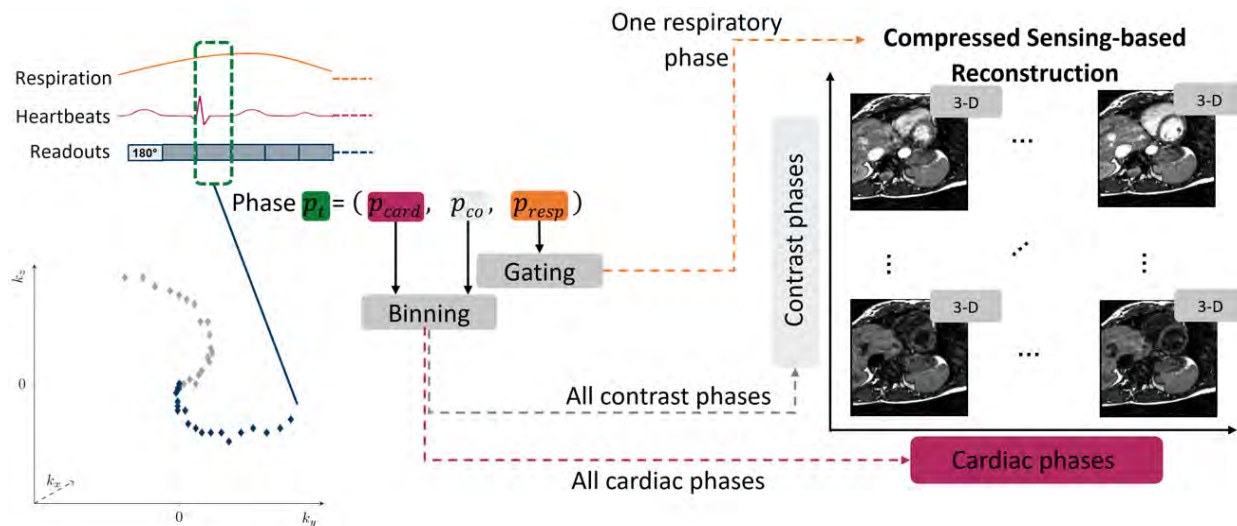 One respiratory
phase
Compressed Sensing-based
Reconstruction
Respiration
Heartbeats
Readouts
180°
Phase p_t = ( p_card, p_co, p_resp )
Gating
Binning
Contrast phases
3-D
...
3-D
⋮
⋰
⋮
3-D
...
3-D
All contrast phases
All cardiac phases
Cardiac phases
k_z
0
k_x
0
k_y